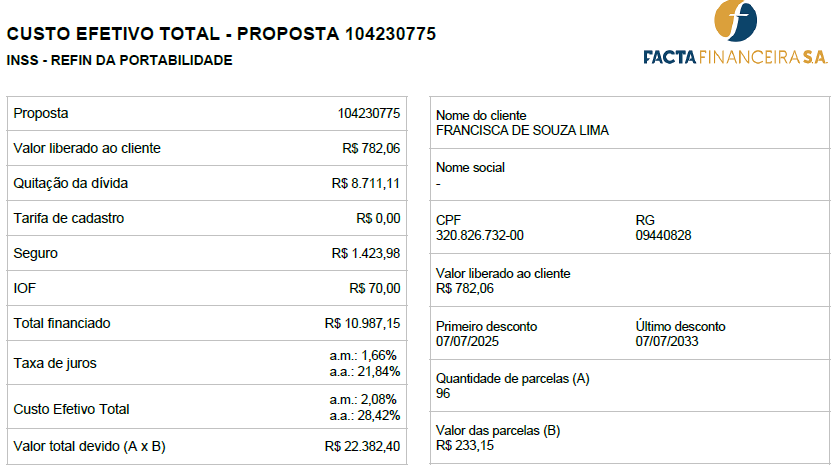 CUSTO EFETIVO TOTAL - PROPOSTA 104230775
INSS - REFIN DA PORTABILIDADE
f
FACTA FINANCEIRA S.A.
Proposta 104230775
Valor liberado ao cliente R$ 782,06
Quitação da dívida R$ 8.711,11
Tarifa de cadastro R$ 0,00
Seguro R$ 1.423,98
IOF R$ 70,00
Total financiado R$ 10.987,15
Taxa de juros a.m.: 1,66%
a.a.: 21,84%
Custo Efetivo Total a.m.: 2,08%
a.a.: 28,42%
Valor total devido (A x B) R$ 22.382,40
Nome do cliente
FRANCISCA DE SOUZA LIMA
Nome social
-
CPF RG
320.826.732-00 09440828
Valor liberado ao cliente
R$ 782,06
Primeiro desconto Último desconto
07/07/2025 07/07/2033
Quantidade de parcelas (A)
96
Valor das parcelas (B)
R$ 233,15